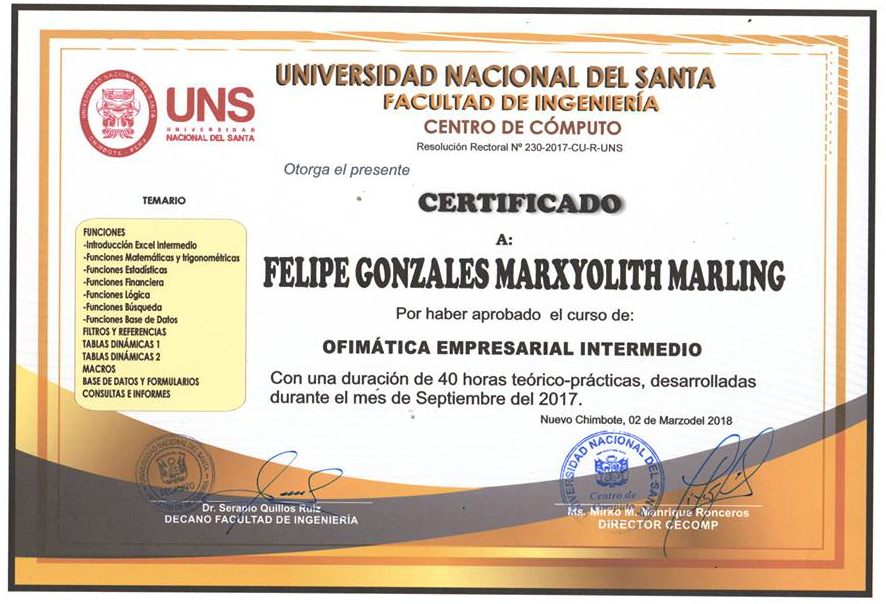 UNIVERSIDAD NACIONAL DEL SANTA
FACULTAD DE INGENIERÍA
CENTRO DE CÓMPUTO
Resolución Rectoral Nº 230-2017-CU-R-UNS
UNIVERSIDAD NACIONAL DEL SANTA
CHIMBOTE - PERÚ
UNS
UNIVERSIDAD
NACIONAL DEL SANTA
Otorga el presente
CERTIFICADO
A:
FELIPE GONZALES MARXYOLITH MARLING
Por haber aprobado el curso de:
OFIMÁTICA EMPRESARIAL INTERMEDIO
Con una duración de 40 horas teórico-prácticas, desarrolladas
durante el mes de Septiembre del 2017.
Nuevo Chimbote, 02 de Marzodel 2018
TEMARIO
FUNCIONES
-Introducción Excel Intermedio
-Funciones Matemáticas y trigonométricas
-Funciones Estadísticas
-Funciones Financiera
-Funciones Lógica
-Funciones Búsqueda
-Funciones Base de Datos
FILTROS Y REFERENCIAS
TABLAS DINÁMICAS 1
TABLAS DINÁMICAS 2
MACROS
BASE DE DATOS Y FORMULARIOS
CONSULTAS E INFORMES
UNIVERSIDAD NACIONAL DEL SANTA
DECANATO
Dr. Serapio Quillos Ruiz
DECANO FACULTAD DE INGENIERÍA
UNIVERSIDAD NACIONAL DEL SANTA
Centro de
Ms. Mirko M. Manrique Ronceros
DIRECTOR CECOMP